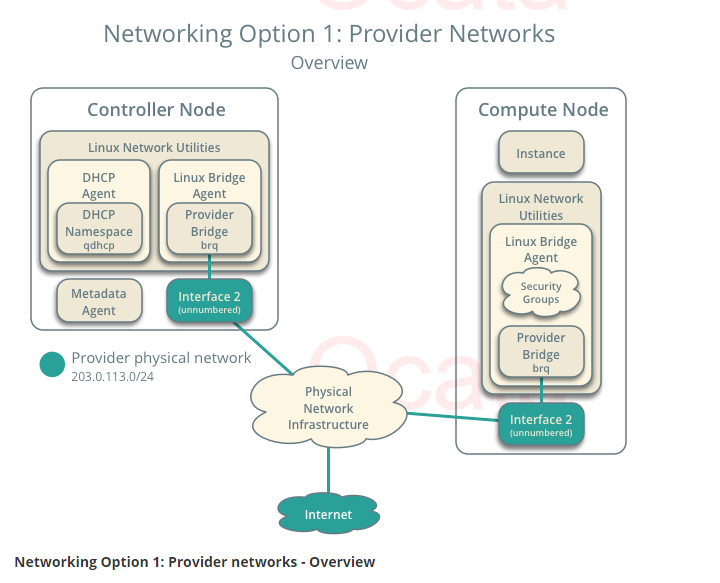 Networking Option 1: Provider Networks
Overview
Controller Node
Linux Network Utilities
DHCP
Agent
DHCP
Namespace
qdhcp
Linux Bridge
Agent
Provider
Bridge
brq
Metadata
Agent
Interface 2
(unnumbered)
Compute Node
Instance
Linux Network
Utilities
Linux Bridge
Agent
Security
Groups
Provider
Bridge
brq
Interface 2
(unnumbered)
Provider physical network
203.0.113.0/24
Physical
Network
Infrastructure
Internet
Networking Option 1: Provider networks - Overview